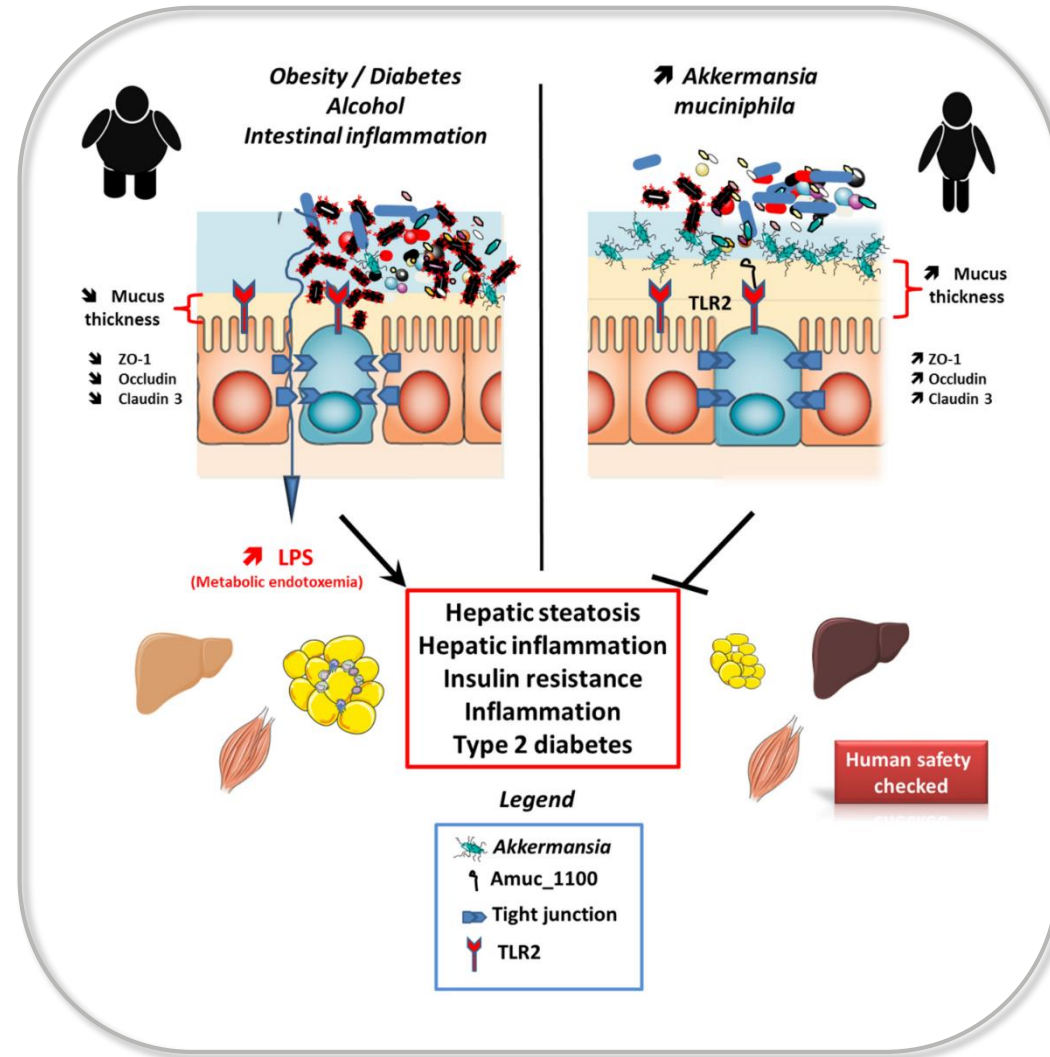 Obesity / Diabetes
Alcohol
Intestinal inflammation
↗ Akkermansia
muciniphila
↘ Mucus
thickness
↘ ZO-1
↘ Occludin
↘ Claudin 3
TLR2
↗ Mucus
thickness
↗ ZO-1
↗ Occludin
↗ Claudin 3
↗ LPS
(Metabolic endotoxemia)
Hepatic steatosis
Hepatic inflammation
Insulin resistance
Inflammation
Type 2 diabetes
Human safety
checked
Legend
Akkermansia
Amuc_1100
Tight junction
TLR2